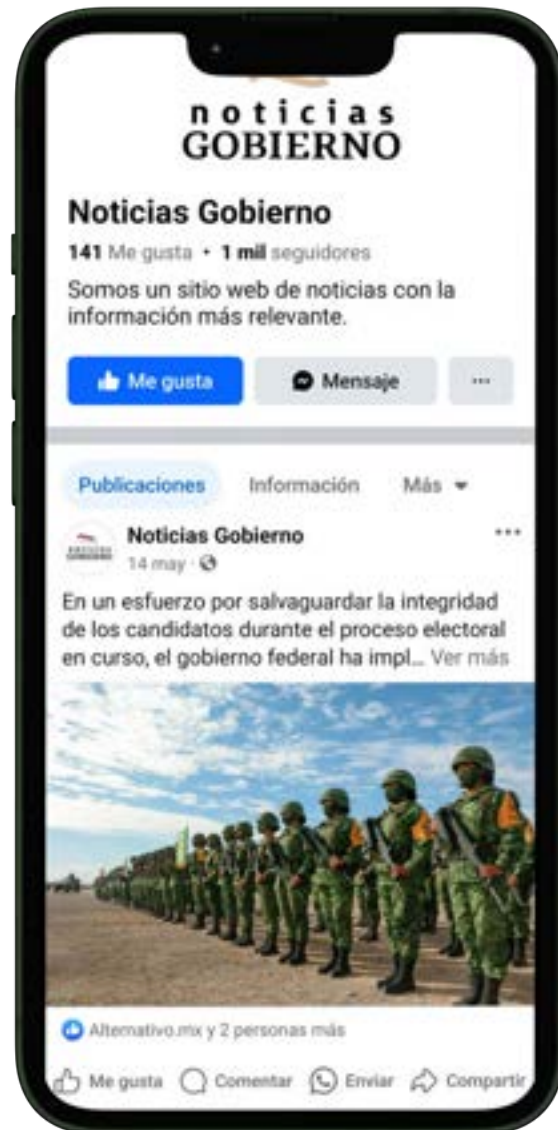 noticias
GOBIERNO
Noticias Gobierno
141 Me gusta • 1 mil seguidores
Somos un sitio web de noticias con la
información más relevante.
Me gusta
Mensaje
Publicaciones
Información
Más
Noticias Gobierno
14 may ·
En un esfuerzo por salvaguardar la integridad
de los candidatos durante el proceso electoral
en curso, el gobierno federal ha impl... Ver más
Alternativo.mx y 2 personas más
Me gusta
Comentar
Enviar
Compartir